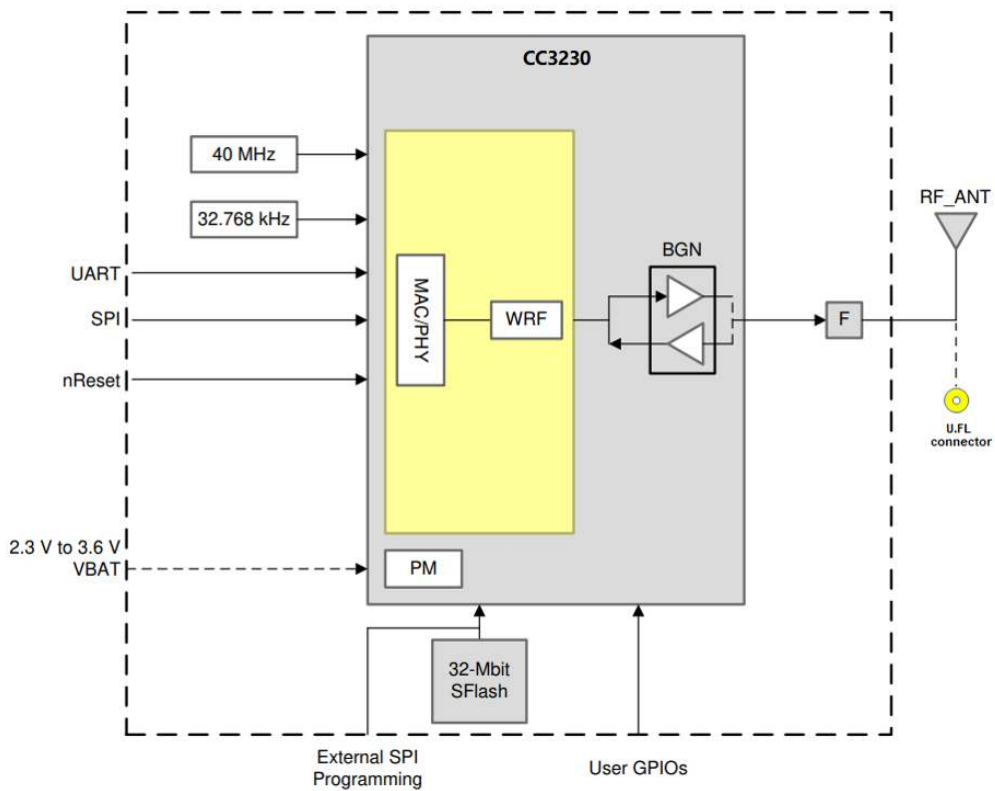 CC3230
40 MHz
32.768 kHz
UART
SPI
nReset
MAC/PHY
WRF
BGN
F
RF_ANT
U.FL
connector
2.3 V to 3.6 V
VBAT
PM
32-Mbit
SFlash
External SPI
Programming
User GPIOs